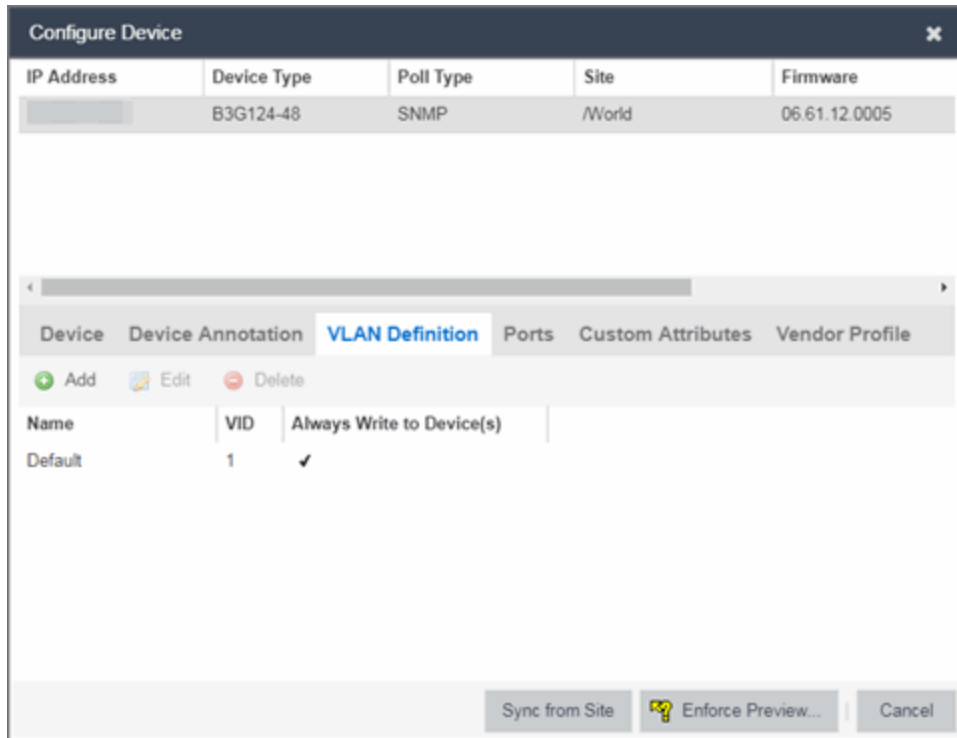 Configure Device
IP Address Device Type Poll Type Site Firmware
B3G124-48 SNMP /World 06.61.12.0005
Device Device Annotation VLAN Definition Ports Custom Attributes Vendor Profile
Add Edit Delete
Name VID Always Write to Device(s)
Default 1 ✔
Sync from Site Enforce Preview... Cancel